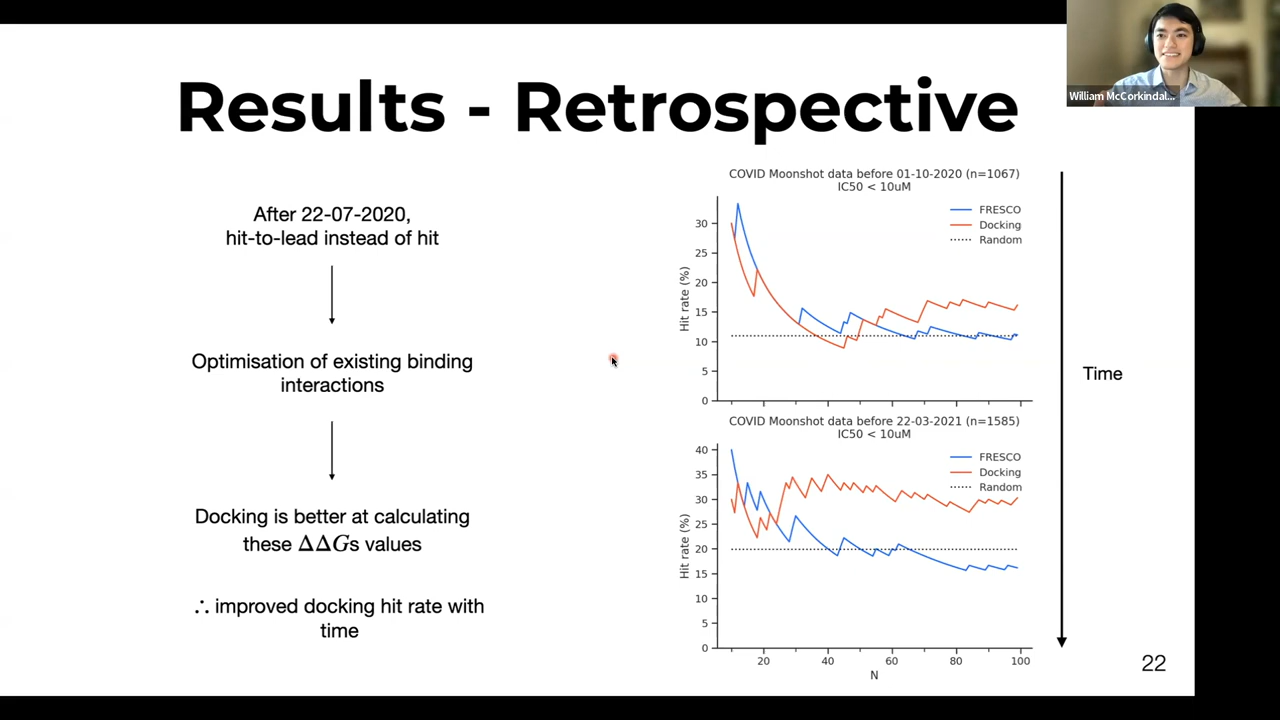 Results - Retrospective
William McCorkindal...
After 22-07-2020,
hit-to-lead instead of hit
Optimisation of existing binding
interactions
Docking is better at calculating
these ΔΔGs values
∴ improved docking hit rate with
time
COVID Moonshot data before 01-10-2020 (n=1067)
IC50 < 10uM
FRESCO
Docking
Random
Hit rate (%)
30
25
20
15
10
5
0
COVID Moonshot data before 22-03-2021 (n=1585)
IC50 < 10uM
FRESCO
Docking
Random
Hit rate (%)
40
35
30
25
20
15
10
5
0
20 40 60 80 100
N
Time
22